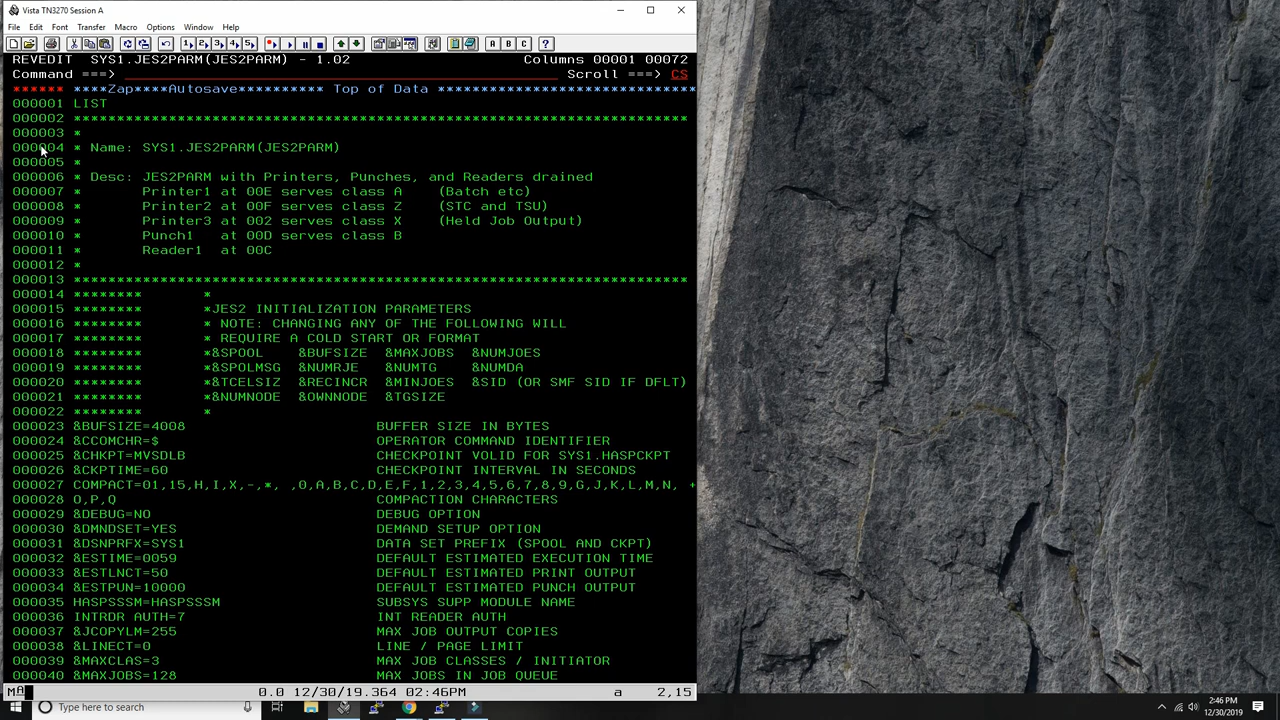 Vista TN3270 Session A
File Edit Font Transfer Macro Options Window Help
REVEDIT SYS1.JES2PARM(JES2PARM) - 1.02 Columns 00001 00072
Command ===> Scroll ===> CS
****** ****Zap****Autosave********** Top of Data ******************************
000001 LIST
000002 ***********************************************************************
000003 *
000004 * Name: SYS1.JES2PARM(JES2PARM)
000005 *
000006 * Desc: JES2PARM with Printers, Punches, and Readers drained
000007 Printer1 at 00E serves class A (Batch etc)
000008 * Printer2 at 00F serves class Z (STC and TSU)
000009 * Printer3 at 002 serves class X (Held Job Output)
000010 * Punch1 at 00D serves class B
000011 * Reader1 at 00C
000012 *
000013 ***********************************************************************
000014 ******** *
000015 ******** *JES2 INITIALIZATION PARAMETERS
000016 ******** * NOTE: CHANGING ANY OF THE FOLLOWING WILL
000017 ******** * REQUIRE A COLD START OR FORMAT
000018 ******** *&SPOOL &BUFSIZE &MAXJOBS &NUMJOES
000019 ******** *&SPOLMSG &NUMRJE &NUMTG &NUMDA
000020 ******** *&TCELSIZ &RECINCR &MINJOES &SID (OR SMF SID IF DFLT)
000021 ******** *&NUMNODE &OWNNODE &TGSIZE
000022 ******** *
000023 &BUFSIZE=4008 BUFFER SIZE IN BYTES
000024 &CCOMCHR=$ OPERATOR COMMAND IDENTIFIER
000025 &CHKPT=MVSDLB CHECKPOINT VALID FOR SYS1.HASPCKPT
000026 &CKPTIME=60 CHECKPOINT INTERVAL IN SECONDS
000027 COMPACT=01,15,H,I,X,-,*, ,0,A,B,C,D,E,F,1,2,3,4,5,6,7,8,9,G,J,K,L,M,N, +
000028 O,P,Q COMPACTION CHARACTERS
000029 &DEBUG=NO DEBUG OPTION
000030 &DMNDSET=YES DEMAND SETUP OPTION
000031 &DSNPRFX=SYS1 DATA SET PREFIX (SPOOL AND CKPT)
000032 &ESTIME=0059 DEFAULT ESTIMATED EXECUTION TIME
000033 &ESTLNCT=50 DEFAULT ESTIMATED PRINT OUTPUT
000034 &ESTPUN=10000 DEFAULT ESTIMATED PUNCH OUTPUT
000035 HASPSSSM=HASPSSSM SUBSYS SUPP MODULE NAME
000036 INTRDR AUTH=7 INT READER AUTH
000037 &JCOPYLM=255 MAX JOB OUTPUT COPIES
000038 &LINECT=0 LINE / PAGE LIMIT
000039 &MAXCLAS=3 MAX JOB CLASSES / INITIATOR
000040 &MAXJOBS=128 MAX JOBS IN JOB QUEUE
MA 0.0 12/30/19.364 02:46PM a 2,15
Type here to search
2:46 PM
12/30/2019